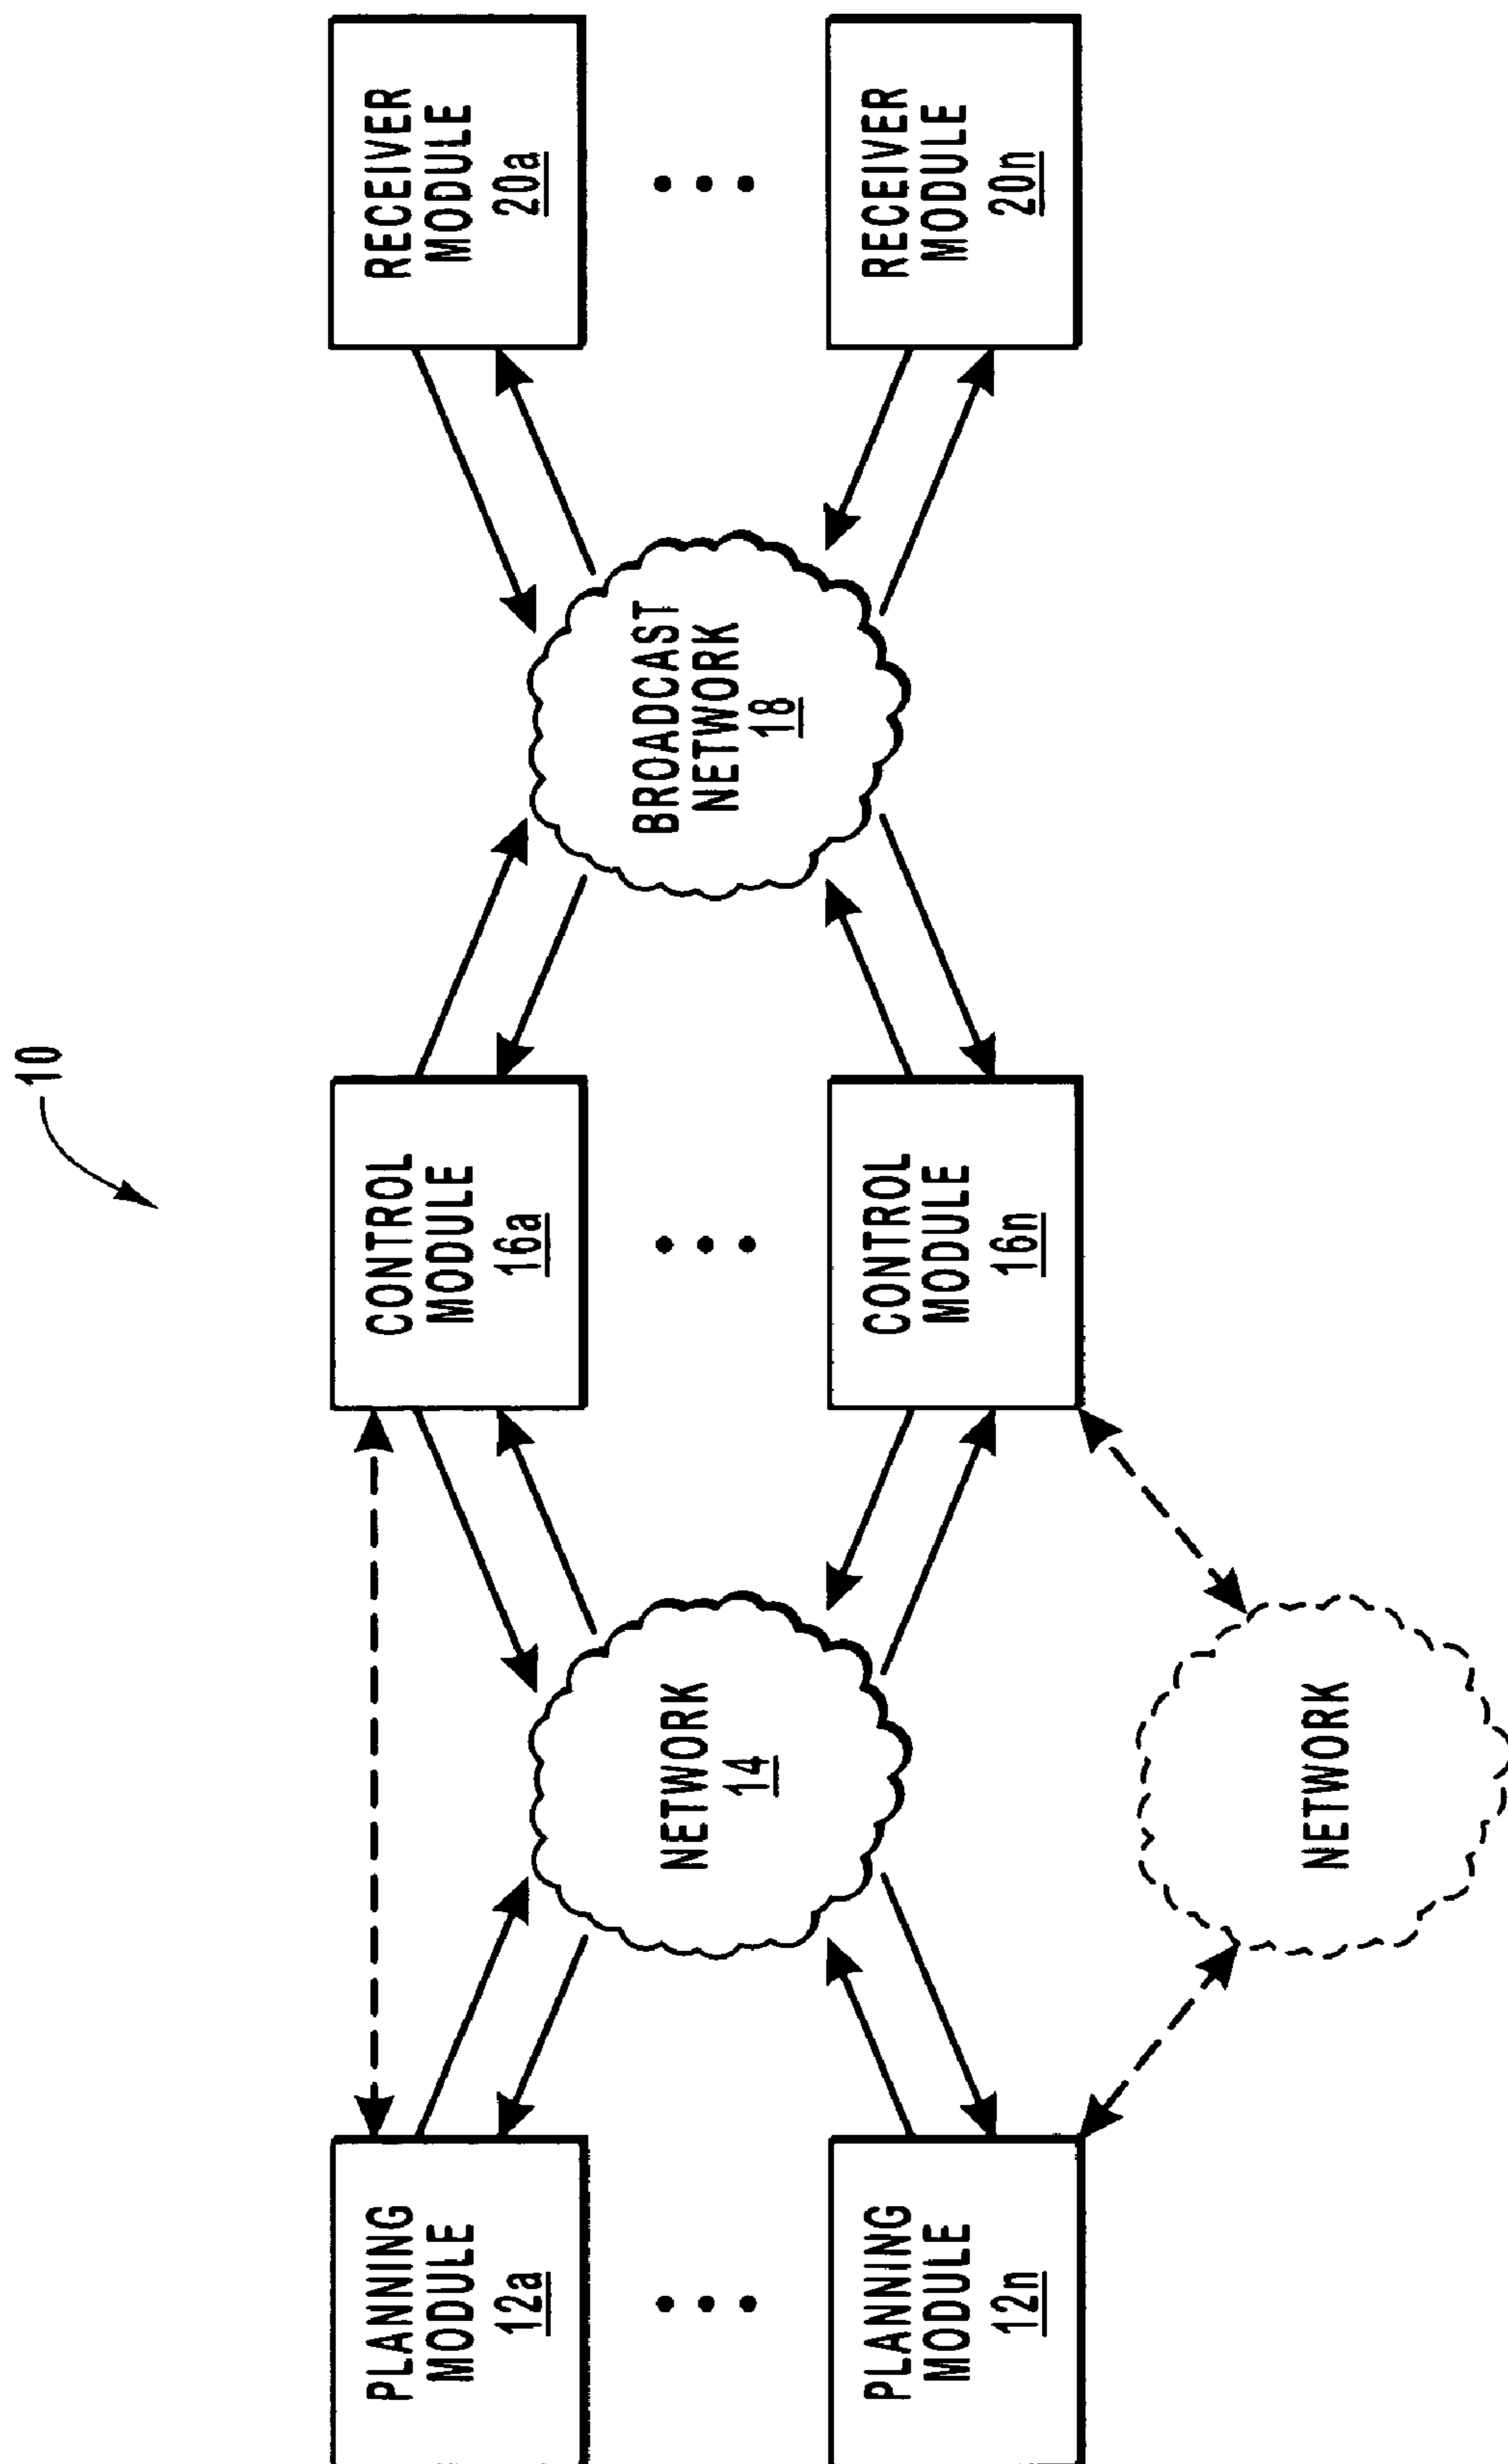 10
PLANNING
MODULE
12a
CONTROL
MODULE
16a
RECEIVER
MODULE
20a
NETWORK
14
BROADCAST
NETWORK
18
PLANNING
MODULE
12n
CONTROL
MODULE
16n
RECEIVER
MODULE
20n
NETWORK